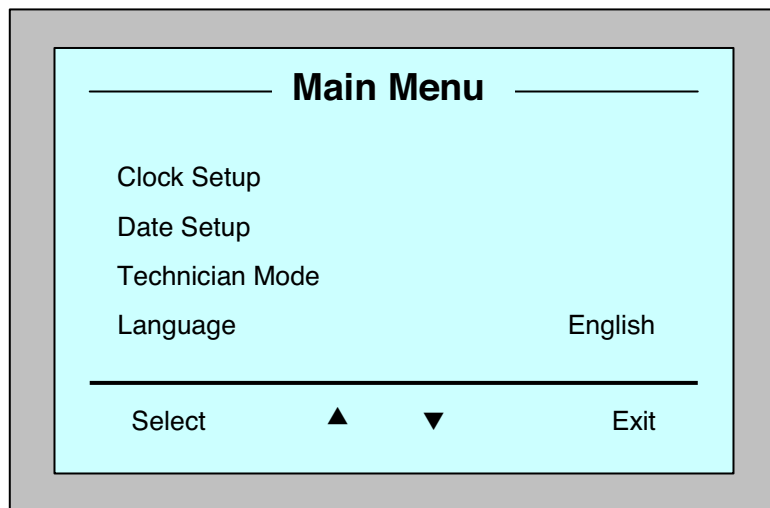 Main Menu
Clock Setup
Date Setup
Technician Mode
Language English
Select ▲ ▼ Exit